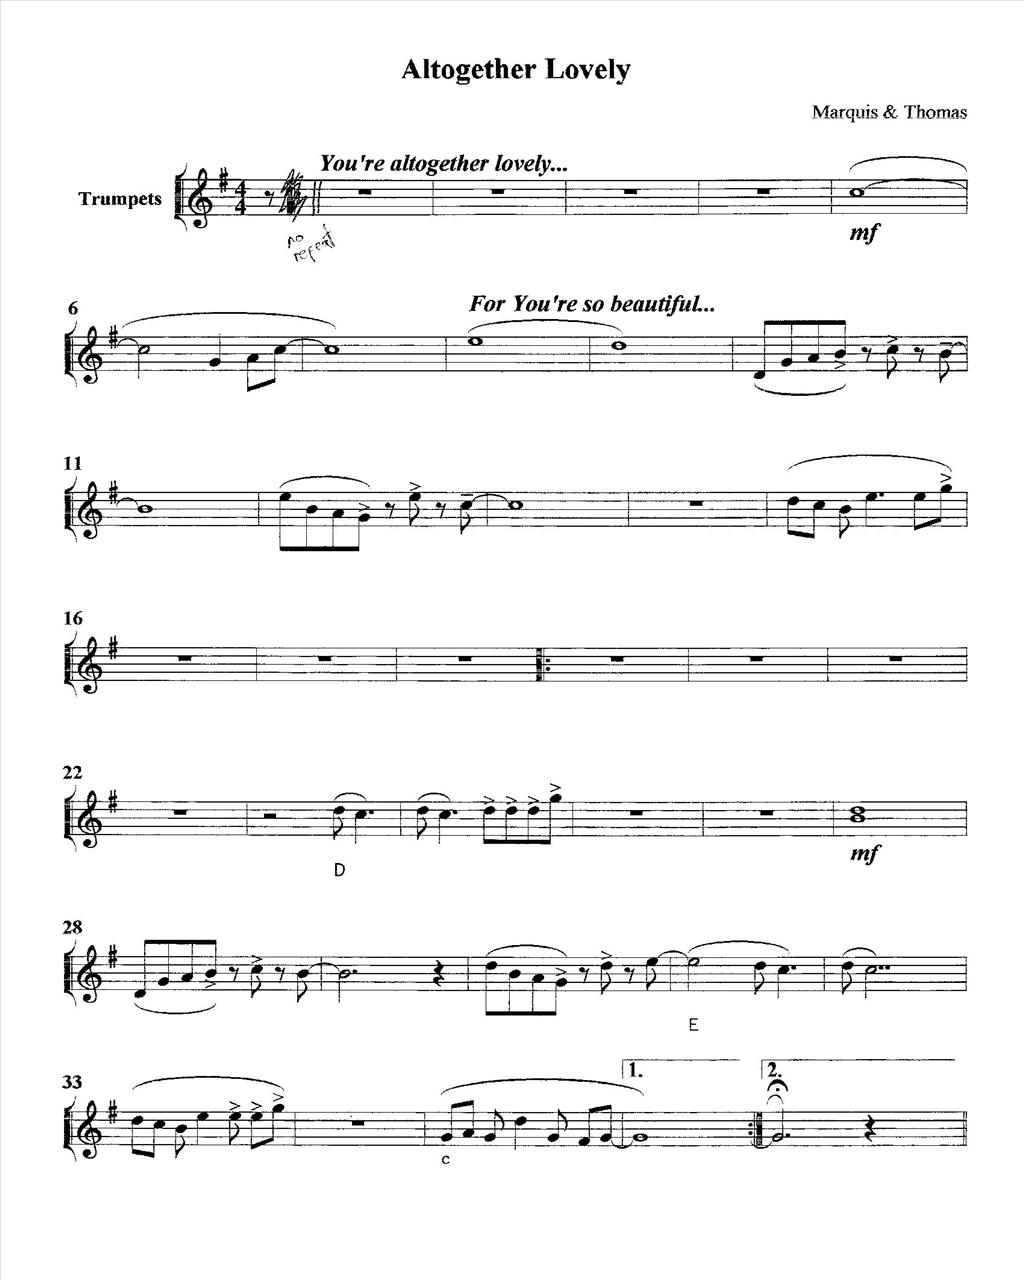 Altogether Lovely
Marquis & Thomas
You're altogether lovely...
Trumpets
no
repeat
mf
6
For You're so beautiful...
11
16
22
D
mf
28
E
33
1.
2.
c